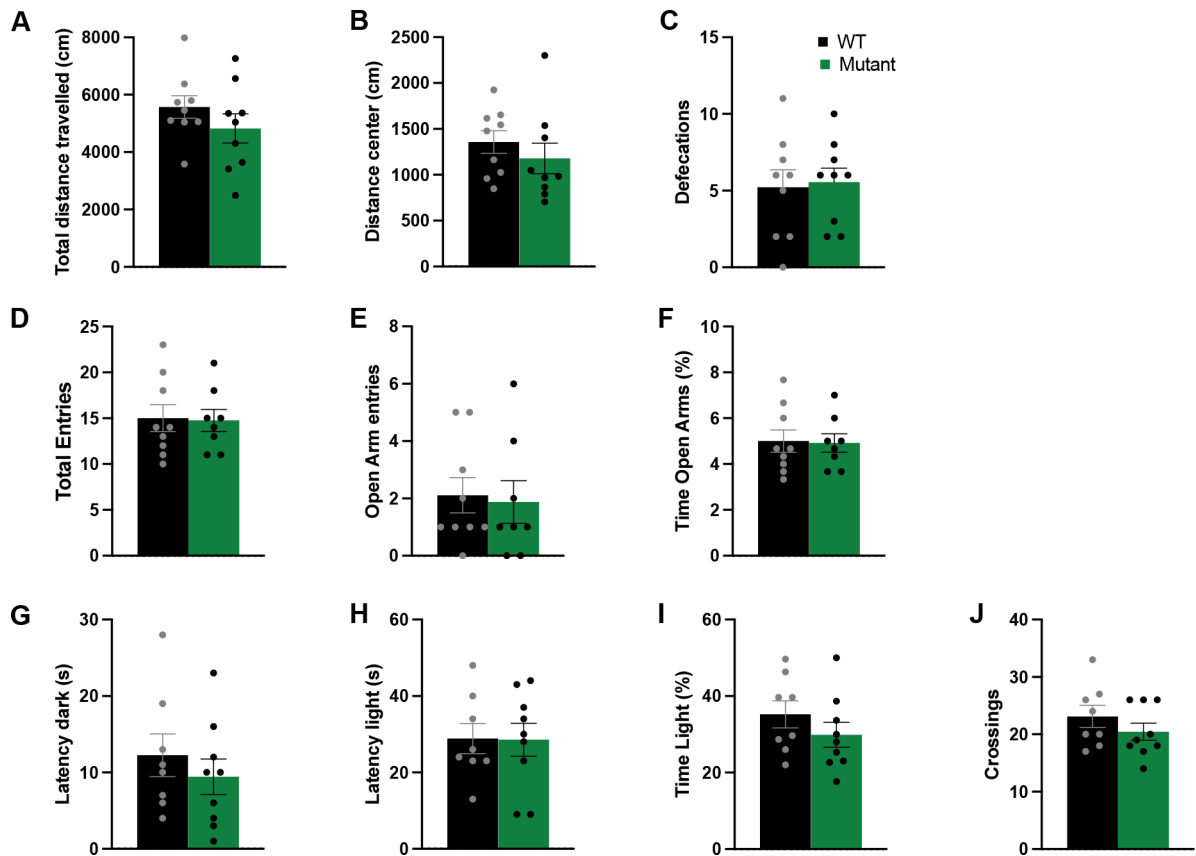 A
Total distance travelled (cm)
8000
6000
4000
2000
0
B
Distance center (cm)
2500
2000
1500
1000
500
0
C
Defecations
15
10
5
0
WT
Mutant
D
Total Entries
25
20
15
10
5
0
E
Open Arm entries
8
6
4
2
0
F
Time Open Arms (%)
10
8
6
4
2
0
G
Latency dark (s)
30
20
10
0
H
Latency light (s)
60
40
20
0
I
Time Light (%)
60
40
20
0
J
Crossings
40
30
20
10
0